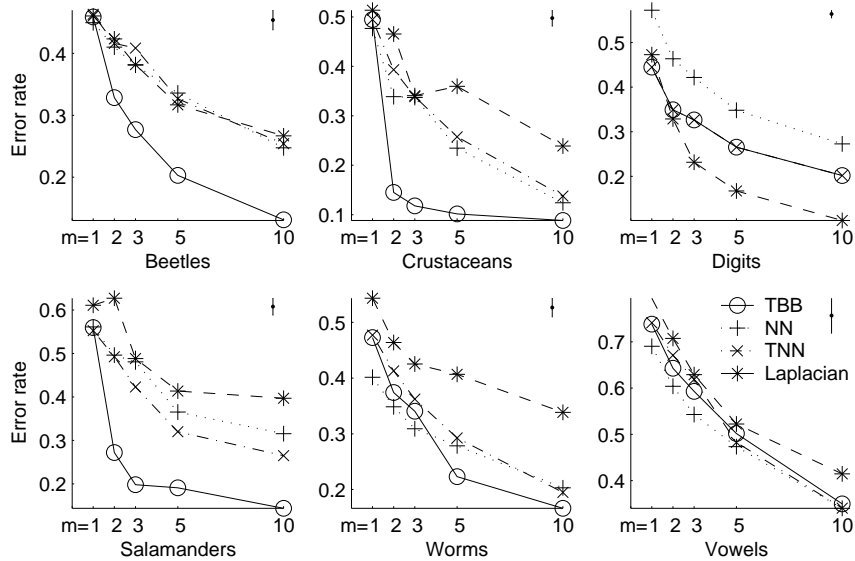 Error rate
0.4
0.3
0.2
m=1 2 3 5 10
Beetles
0.5
0.4
0.3
0.2
0.1
m=1 2 3 5 10
Crustaceans
0.5
0.4
0.3
0.2
m=1 2 3 5 10
Digits
Error rate
0.6
0.5
0.4
0.3
0.2
m=1 2 3 5 10
Salamanders
0.5
0.4
0.3
0.2
m=1 2 3 5 10
Worms
0.7
0.6
0.5
0.4
m=1 2 3 5 10
Vowels
TBB
NN
TNN
Laplacian